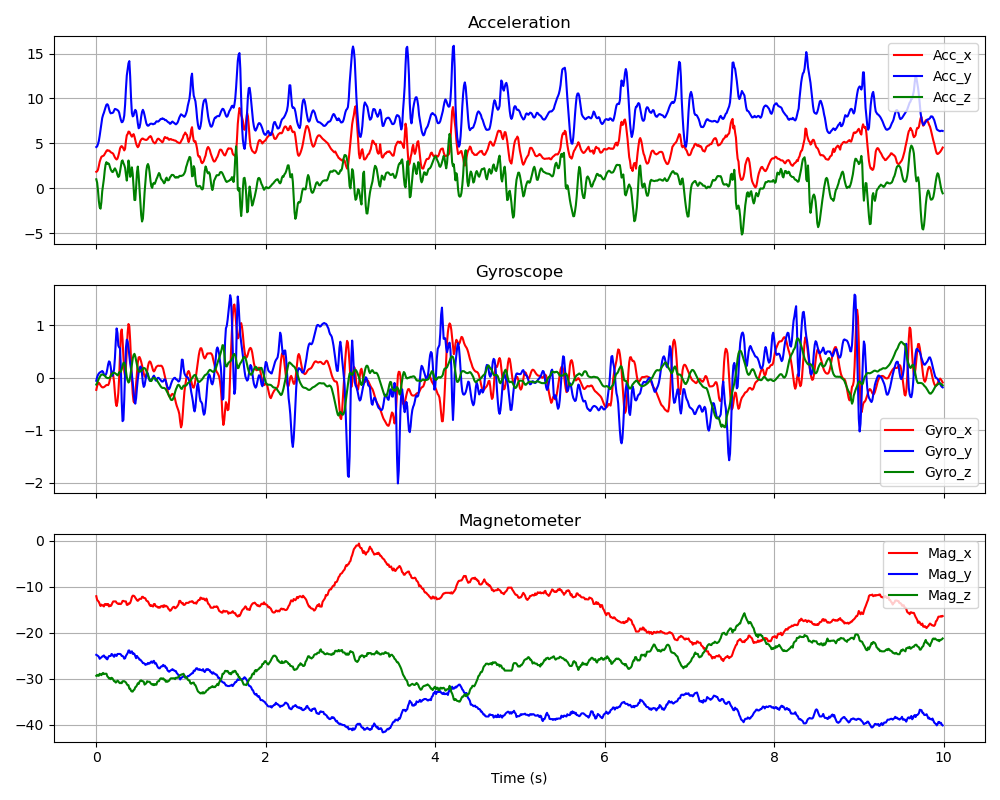 Acceleration
15
10
5
0
−5
Acc_x
Acc_y
Acc_z
Gyroscope
1
0
−1
−2
Gyro_x
Gyro_y
Gyro_z
Magnetometer
0
−10
−20
−30
−40
Mag_x
Mag_y
Mag_z
0 2 4 6 8 10
Time (s)